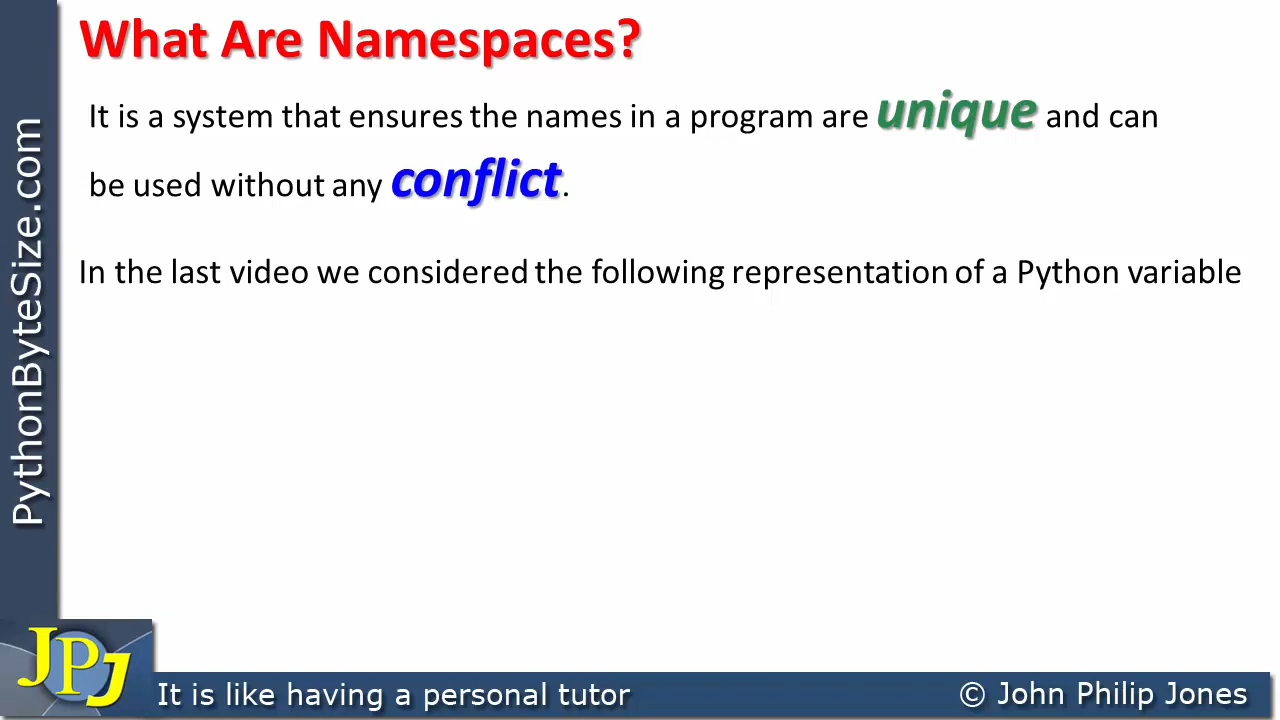 What Are Namespaces?
It is a system that ensures the names in a program are unique and can
be used without any conflict.
In the last video we considered the following representation of a Python variable
PythonByteSize.com
JPJ
It is like having a personal tutor
© John Philip Jones